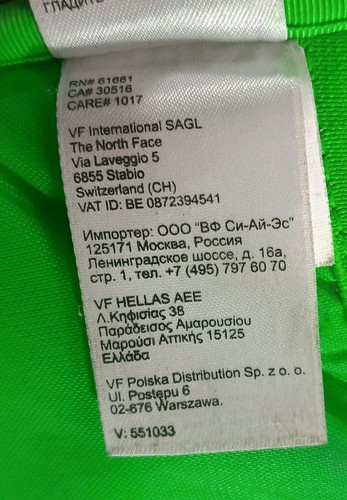 ГЛАДИТЬ
RN# 61661
CA# 30516
CARE# 1017
VF International SAGL
The North Face
Via Laveggio 5
6855 Stabio
Switzerland (CH)
VAT ID: BE 0872394541
Импортер: ООО "ВФ Си-Ай-Эс"
125171 Москва, Россия
Ленинградское шоссе, д. 16а,
стр. 1, тел. +7 (495) 797 60 70
VF HELLAS AEE
Λ.Κηφισίας 38
Παράδεισος Αμαρουσίου
Μαρούσι Αττικής 15125
Ελλάδα
VF Polska Distribution Sp. z o. o.
Ul. Postępu 6
02-676 Warszawa.
V: 551033